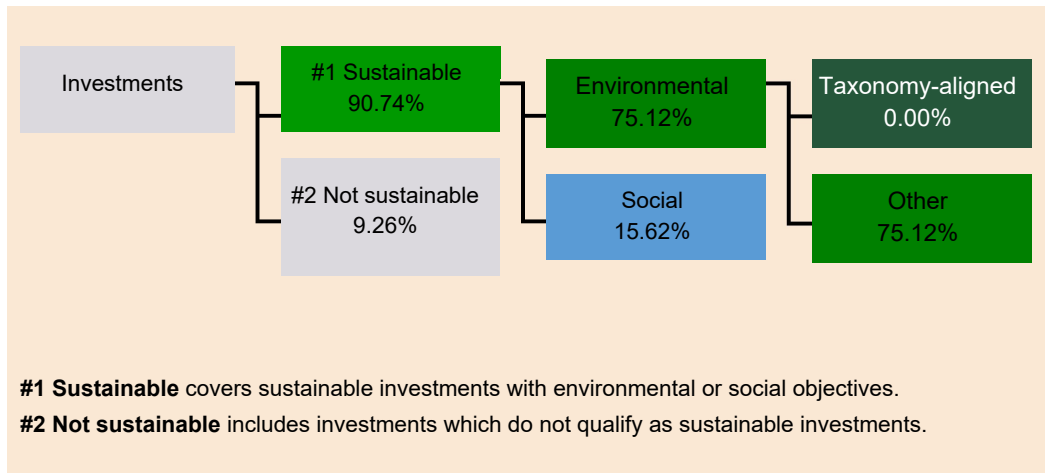 Investments
#1 Sustainable
90.74%
#2 Not sustainable
9.26%
Environmental
75.12%
Social
15.62%
Taxonomy-aligned
0.00%
Other
75.12%
#1 Sustainable covers sustainable investments with environmental or social objectives.
#2 Not sustainable includes investments which do not qualify as sustainable investments.